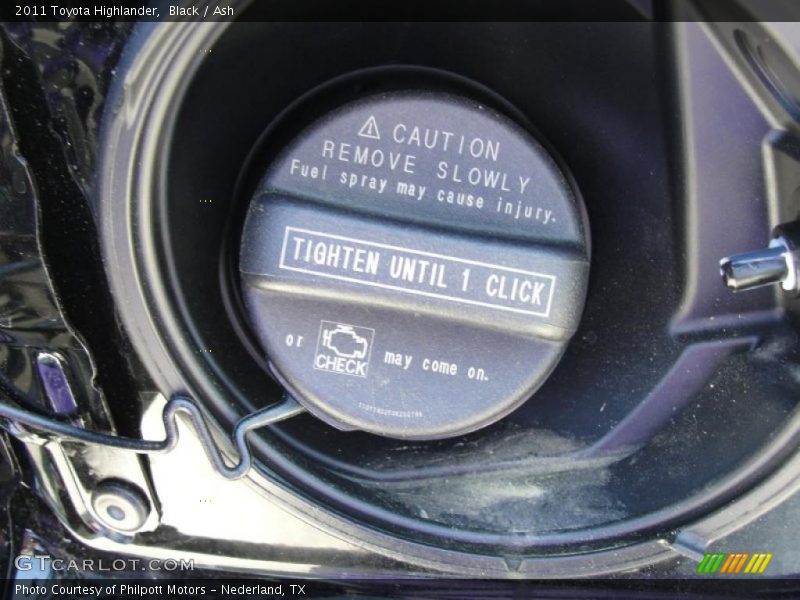 2011 Toyota Highlander, Black / Ash
⚠ CAUTION
REMOVE SLOWLY
Fuel spray may cause injury.
TIGHTEN UNTIL 1 CLICK
or CHECK may come on.
GTCARLOT.COM
Photo Courtesy of Philpott Motors - Nederland, TX